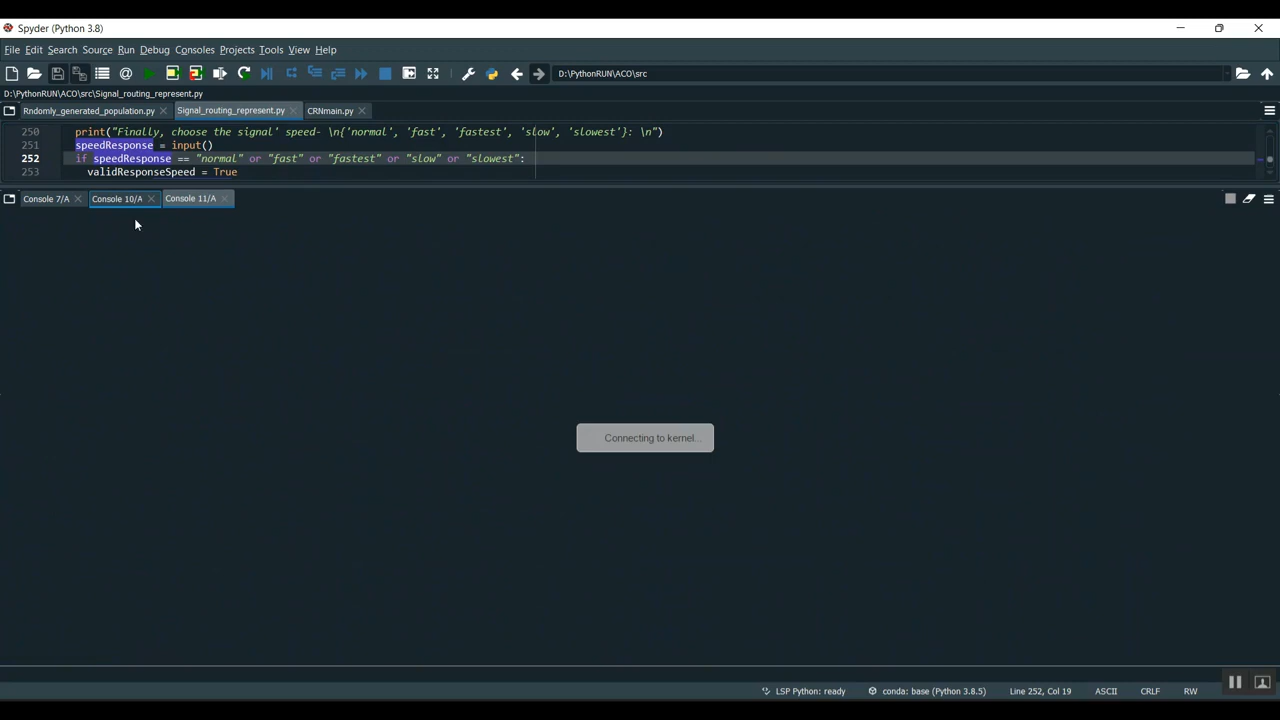 Spyder (Python 3.8)
File Edit Search Source Run Debug Consoles Projects Tools View Help
D:\PythonRUN\ACO\src
D:\PythonRUN\ACO\src\Signal_routing_represent.py
Rndomly_generated_population.py Signal_routing_represent.py CRNmain.py
250 print("Finally, choose the signal' speed- \n{'normal', 'fast', 'fastest', 'slow', 'slowest'}: \n")
251 speedResponse = input()
252 if speedResponse == "normal" or "fast" or "fastest" or "slow" or "slowest":
253 validResponseSpeed = True
Console 7/A Console 10/A Console 11/A
Connecting to kernel...
LSP Python: ready conda: base (Python 3.8.5) Line 252, Col 19 ASCII CRLF RW